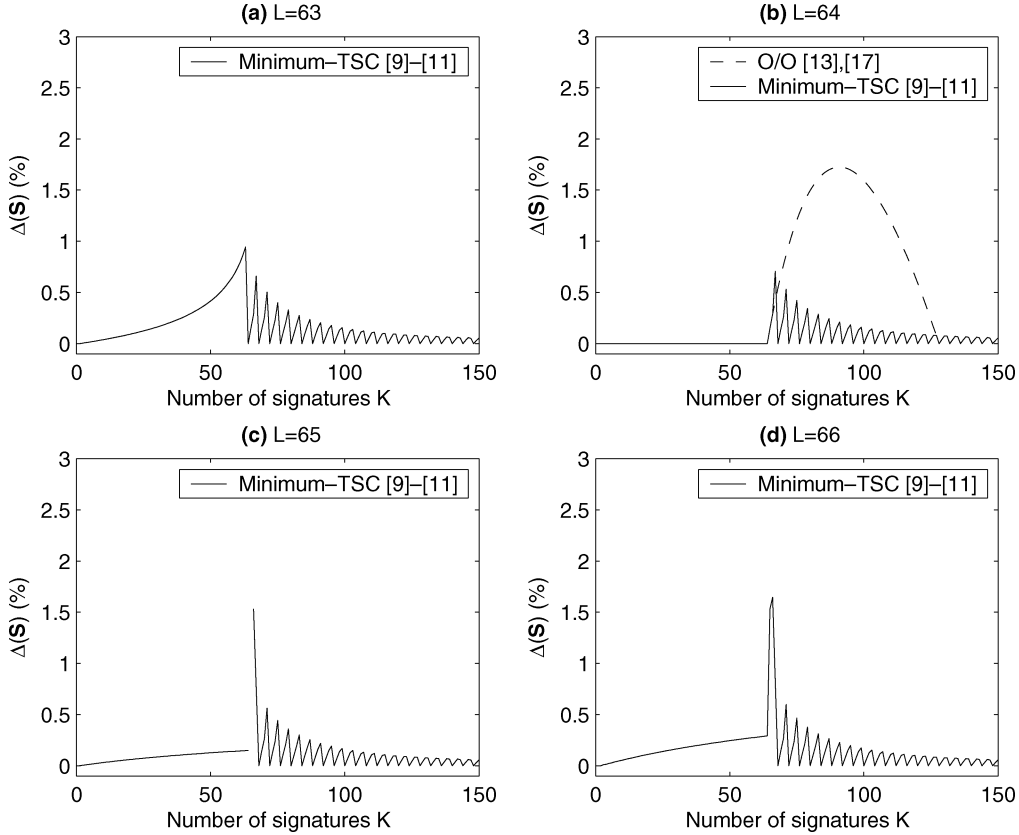 (a) L=63
3
2.5
2
1.5
1
0.5
0
Δ(S) (%)
Minimum–TSC [9]–[11]
0 50 100 150
Number of signatures K
(b) L=64
3
2.5
2
1.5
1
0.5
0
Δ(S) (%)
O/O [13],[17]
Minimum–TSC [9]–[11]
0 50 100 150
Number of signatures K
(c) L=65
3
2.5
2
1.5
1
0.5
0
Δ(S) (%)
Minimum–TSC [9]–[11]
0 50 100 150
Number of signatures K
(d) L=66
3
2.5
2
1.5
1
0.5
0
Δ(S) (%)
Minimum–TSC [9]–[11]
0 50 100 150
Number of signatures K